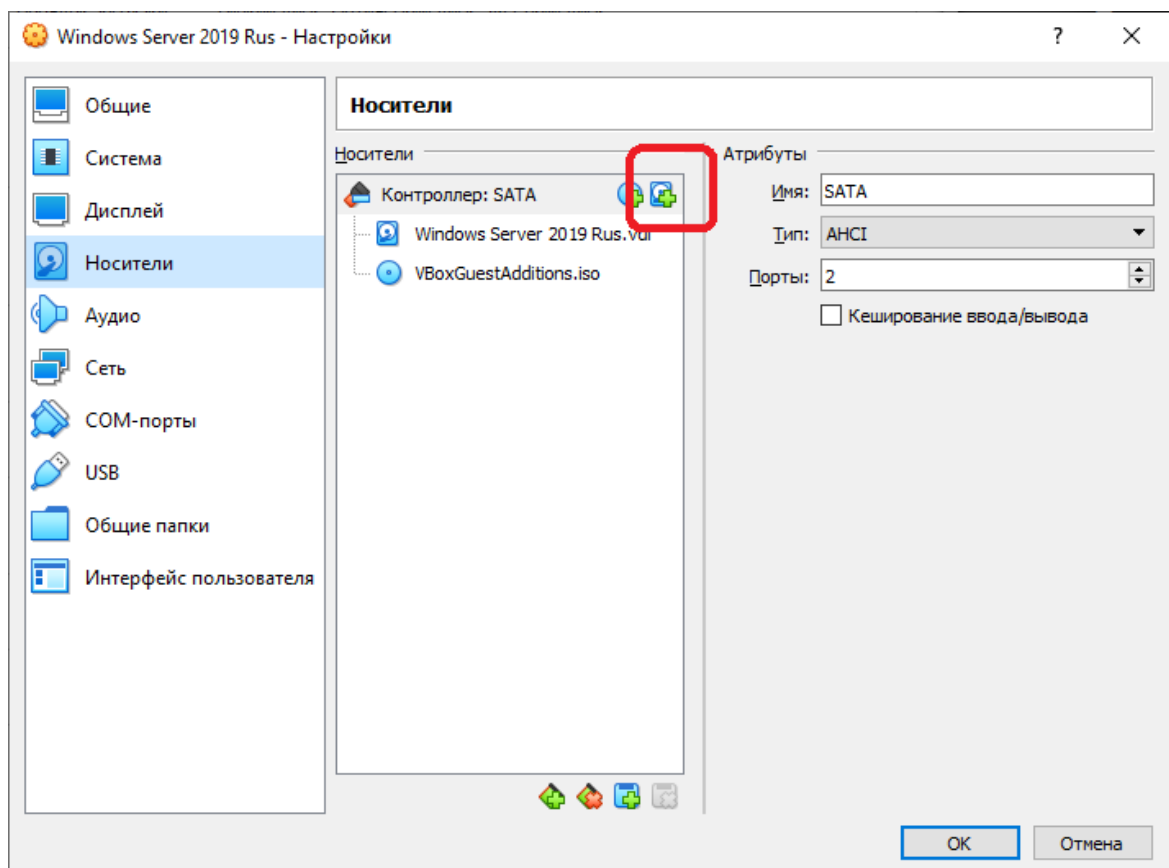 Windows Server 2019 Rus - Настройки
?
Общие
Система
Дисплей
Носители
Аудио
Сеть
COM-порты
USB
Общие папки
Интерфейс пользователя
Носители
Носители
Контроллер: SATA
Windows Server 2019 Rus.vdi
VBoxGuestAdditions.iso
Атрибуты
Имя: SATA
Тип: AHCI
Порты: 2
Кеширование ввода/вывода
OK
Отмена